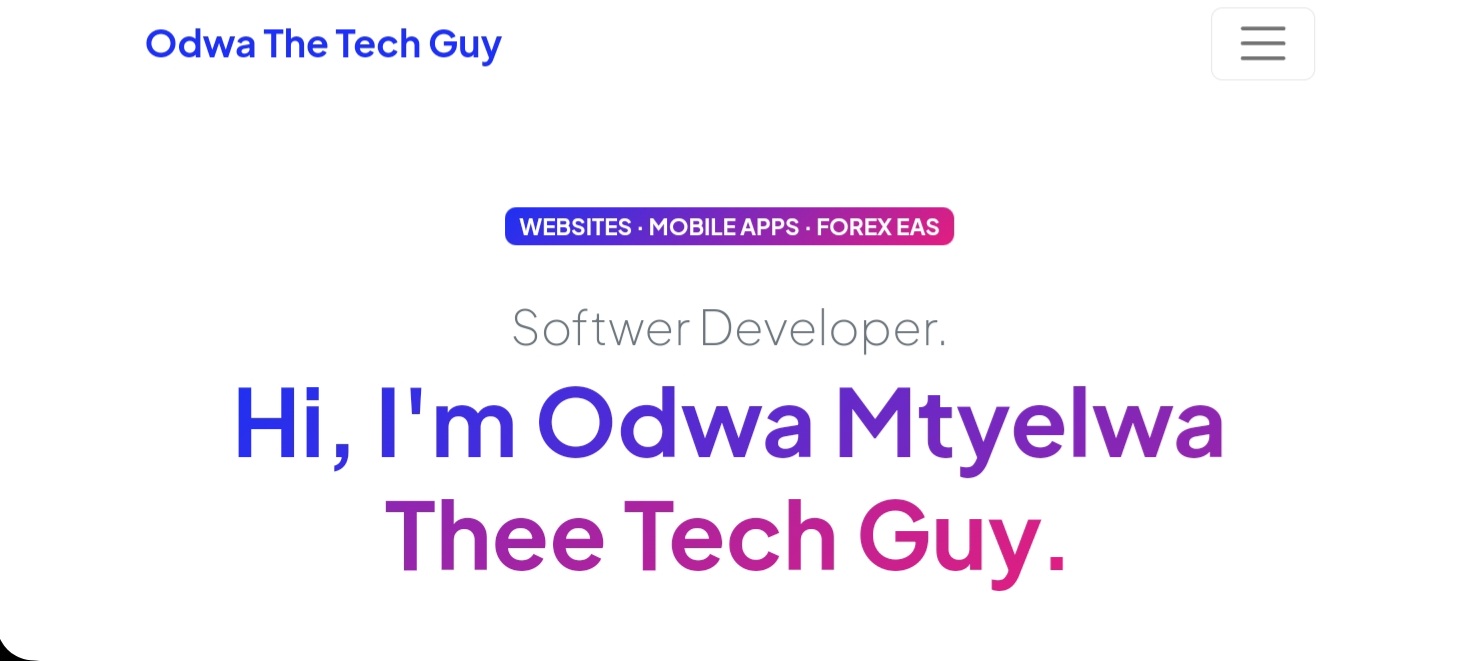 Odwa The Tech Guy
WEBSITES · MOBILE APPS · FOREX EAS
Softwer Developer.
Hi, I'm Odwa Mtyelwa
Thee Tech Guy.